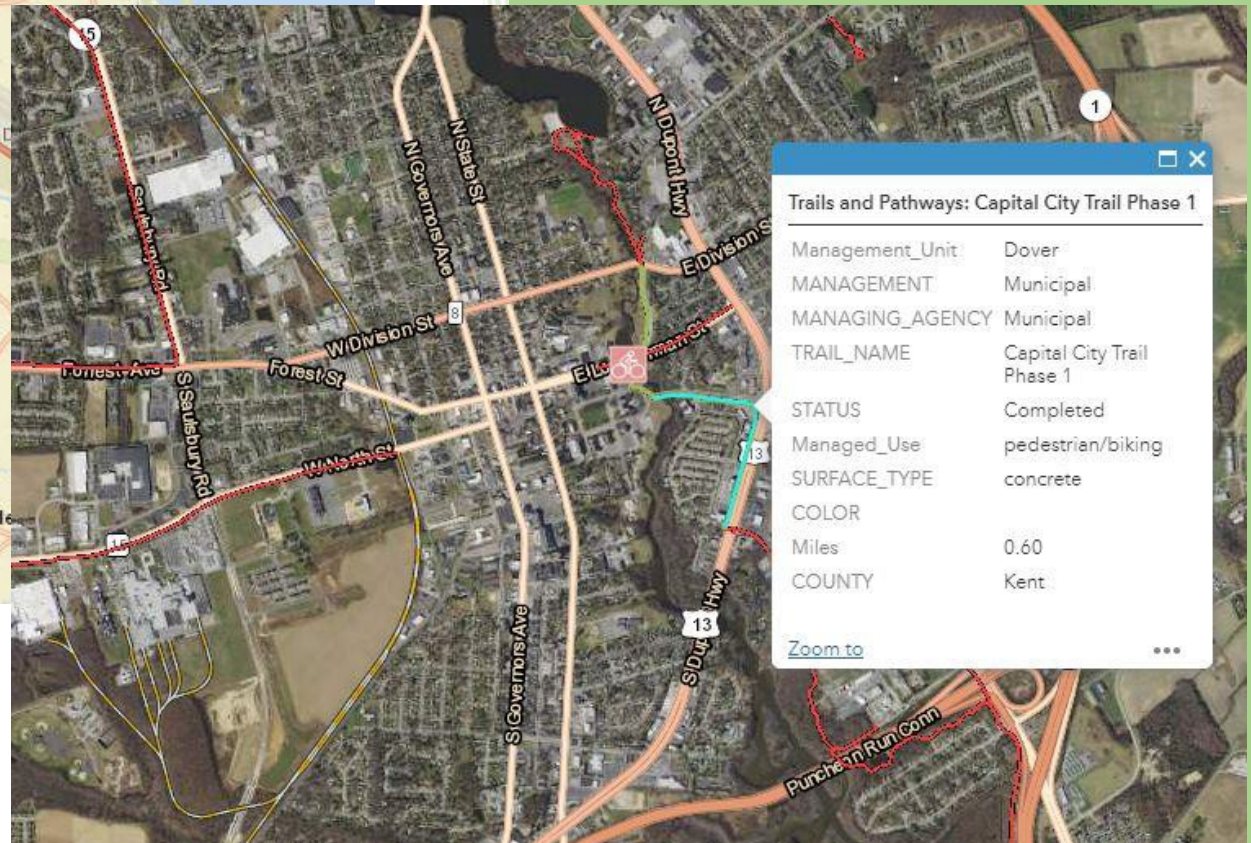 15
1
N Dupont Hwy
N State St
N Governors Ave
Saulsbury Rd
E Division S
8
W Division St
Forrest Ave
Forest St
S Saulsbury Rd
W North St
13
15
13
S Governors Ave
Hwy
Puncheon Run Conn
Trails and Pathways: Capital City Trail Phase 1
Management_Unit Dover
MANAGEMENT Municipal
MANAGING_AGENCY Municipal
TRAIL_NAME Capital City Trail
Phase 1
STATUS Completed
Managed_Use pedestrian/biking
SURFACE_TYPE concrete
COLOR
Miles 0.60
COUNTY Kent
Zoom to